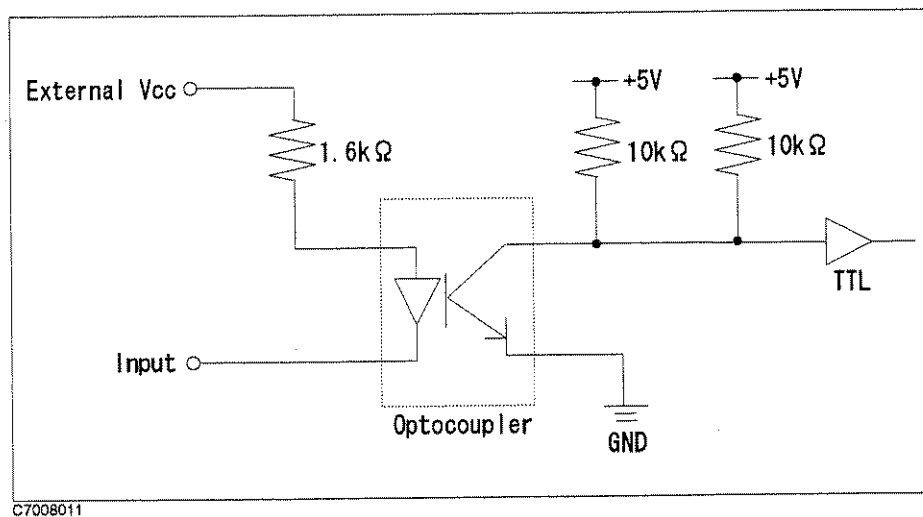 External Vcc
1.6kΩ
+5V
+5V
10kΩ
10kΩ
TTL
Input
Optocoupler
GND
C7008011